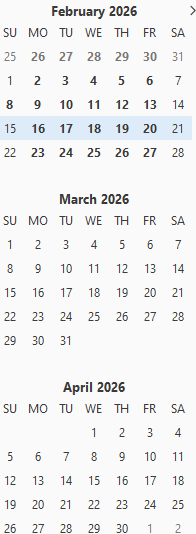 February 2026
SU MO TU WE TH FR SA
25 26 27 28 29 30 31
1 2 3 4 5 6 7
8 9 10 11 12 13 14
15 16 17 18 19 20 21
22 23 24 25 26 27 28
March 2026
SU MO TU WE TH FR SA
1 2 3 4 5 6 7
8 9 10 11 12 13 14
15 16 17 18 19 20 21
22 23 24 25 26 27 28
29 30 31
April 2026
SU MO TU WE TH FR SA
1 2 3 4
5 6 7 8 9 10 11
12 13 14 15 16 17 18
19 20 21 22 23 24 25
26 27 28 29 30 1 2